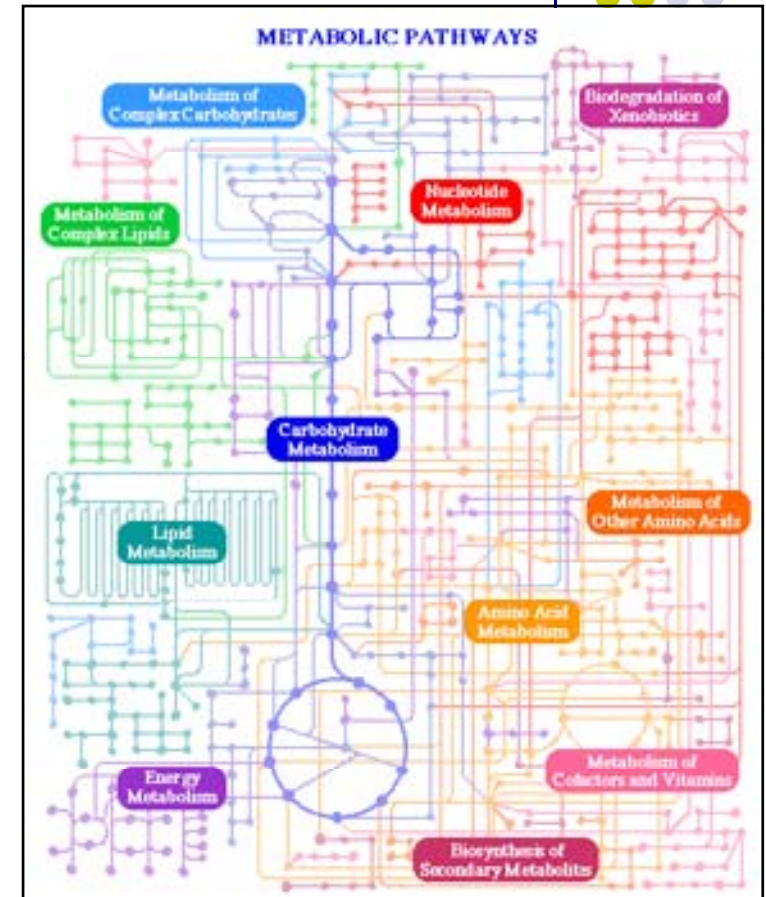 METABOLIC PATHWAYS
Metabolism of
Complex Carbohydrates
Biodegradation of
Xenobiotics
Nucleotide
Metabolism
Metabolism of
Complex Lipids
Carbohydrate
Metabolism
Metabolism of
Other Amino Acids
Lipid
Metabolism
Amino Acid
Metabolism
Metabolism of
Cofactors and Vitamins
Energy
Metabolism
Biosynthesis of
Secondary Metabolites